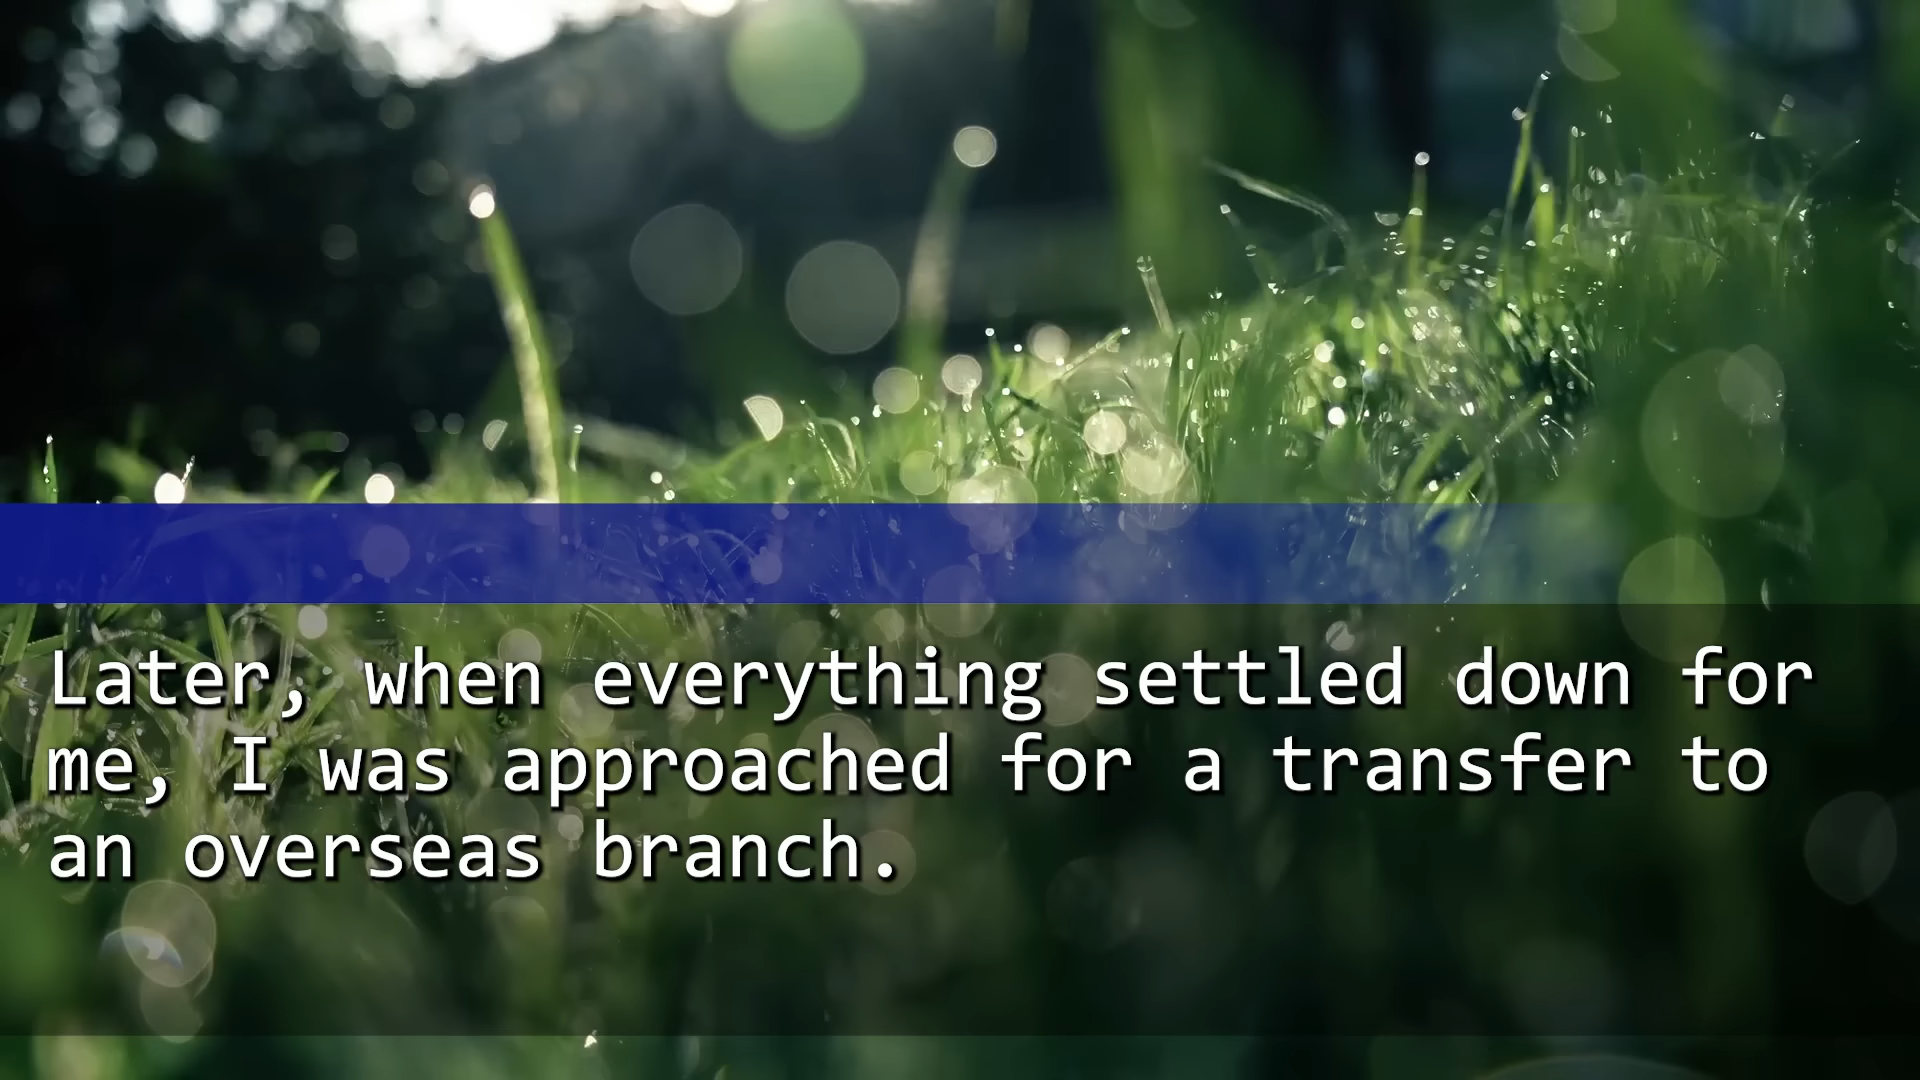 Later, when everything settled down for
me, I was approached for a transfer to
an overseas branch.